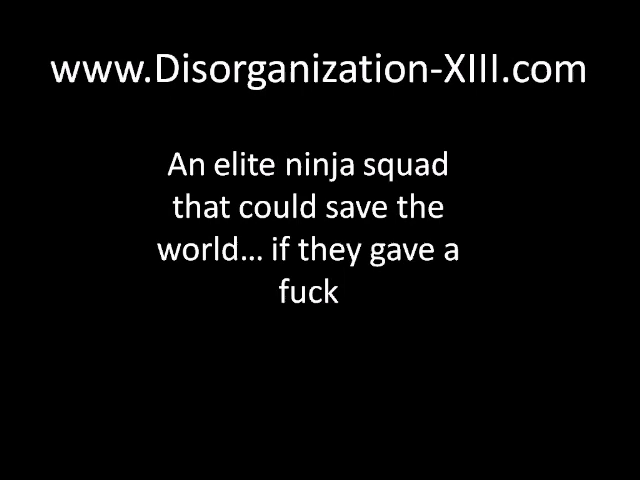 www.Disorganization-XIII.com
An elite ninja squad
that could save the
world... if they gave a
fuck